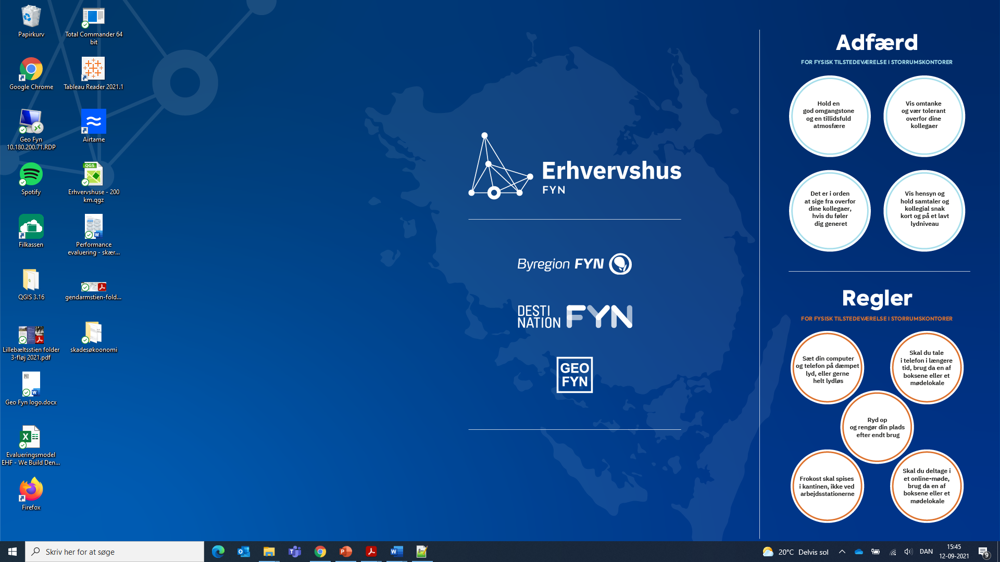 Papirkurv
Total Commander 64
bit
Google Chrome
Tableau Reader 2021.1
Geo Fyn
10.180.200.71.RDP
Airtame
Spotify
QGS
Erhvervshuse - 200
km.qgz
Filkassen
Performance
evaluering - skær...
QGIS 3.16
gendarmstien-fold...
Lillebæltsstien folder
3-fløj 2021.pdf
skadesøkoonomi
Geo Fyn logo.docx
Evalueringsmodel
EHF - We Build Den...
Firefox
Erhvervshus
FYN
Byregion FYN
DESTI
NATION
FYN
GEO
FYN
Adfærd
FOR FYSISK TILSTEDEVÆRELSE I STORRUMSKONTORER
Hold en
god omgangstone
og en tillidsfuld
atmosfære
Vis omtanke
og vær tolerant
overfor dine
kollegaer
Det er i orden
at sige fra overfor
dine kollegaer,
hvis du føler
dig generet
Vis hensyn og
hold samtaler og
kollegial snak
kort og på et lavt
lydniveau
Regler
FOR FYSISK TILSTEDEVÆRELSE I STORRUMSKONTORER
Sæt din computer
og telefon på dæmpet
lyd, eller gerne
helt lydløs
Skal du tale
i telefon i længere
tid, brug da en af
boksene eller et
mødelokale
Ryd op
og rengør din plads
efter endt brug
Frokost skal spises
i kantinen, ikke ved
arbejdsstationerne
Skal du deltage i
et online-møde,
brug da en af
boksene eller et
mødelokale
Skriv her for at søge
20°C Delvis sol
DAN
15:45
12-09-2021
9